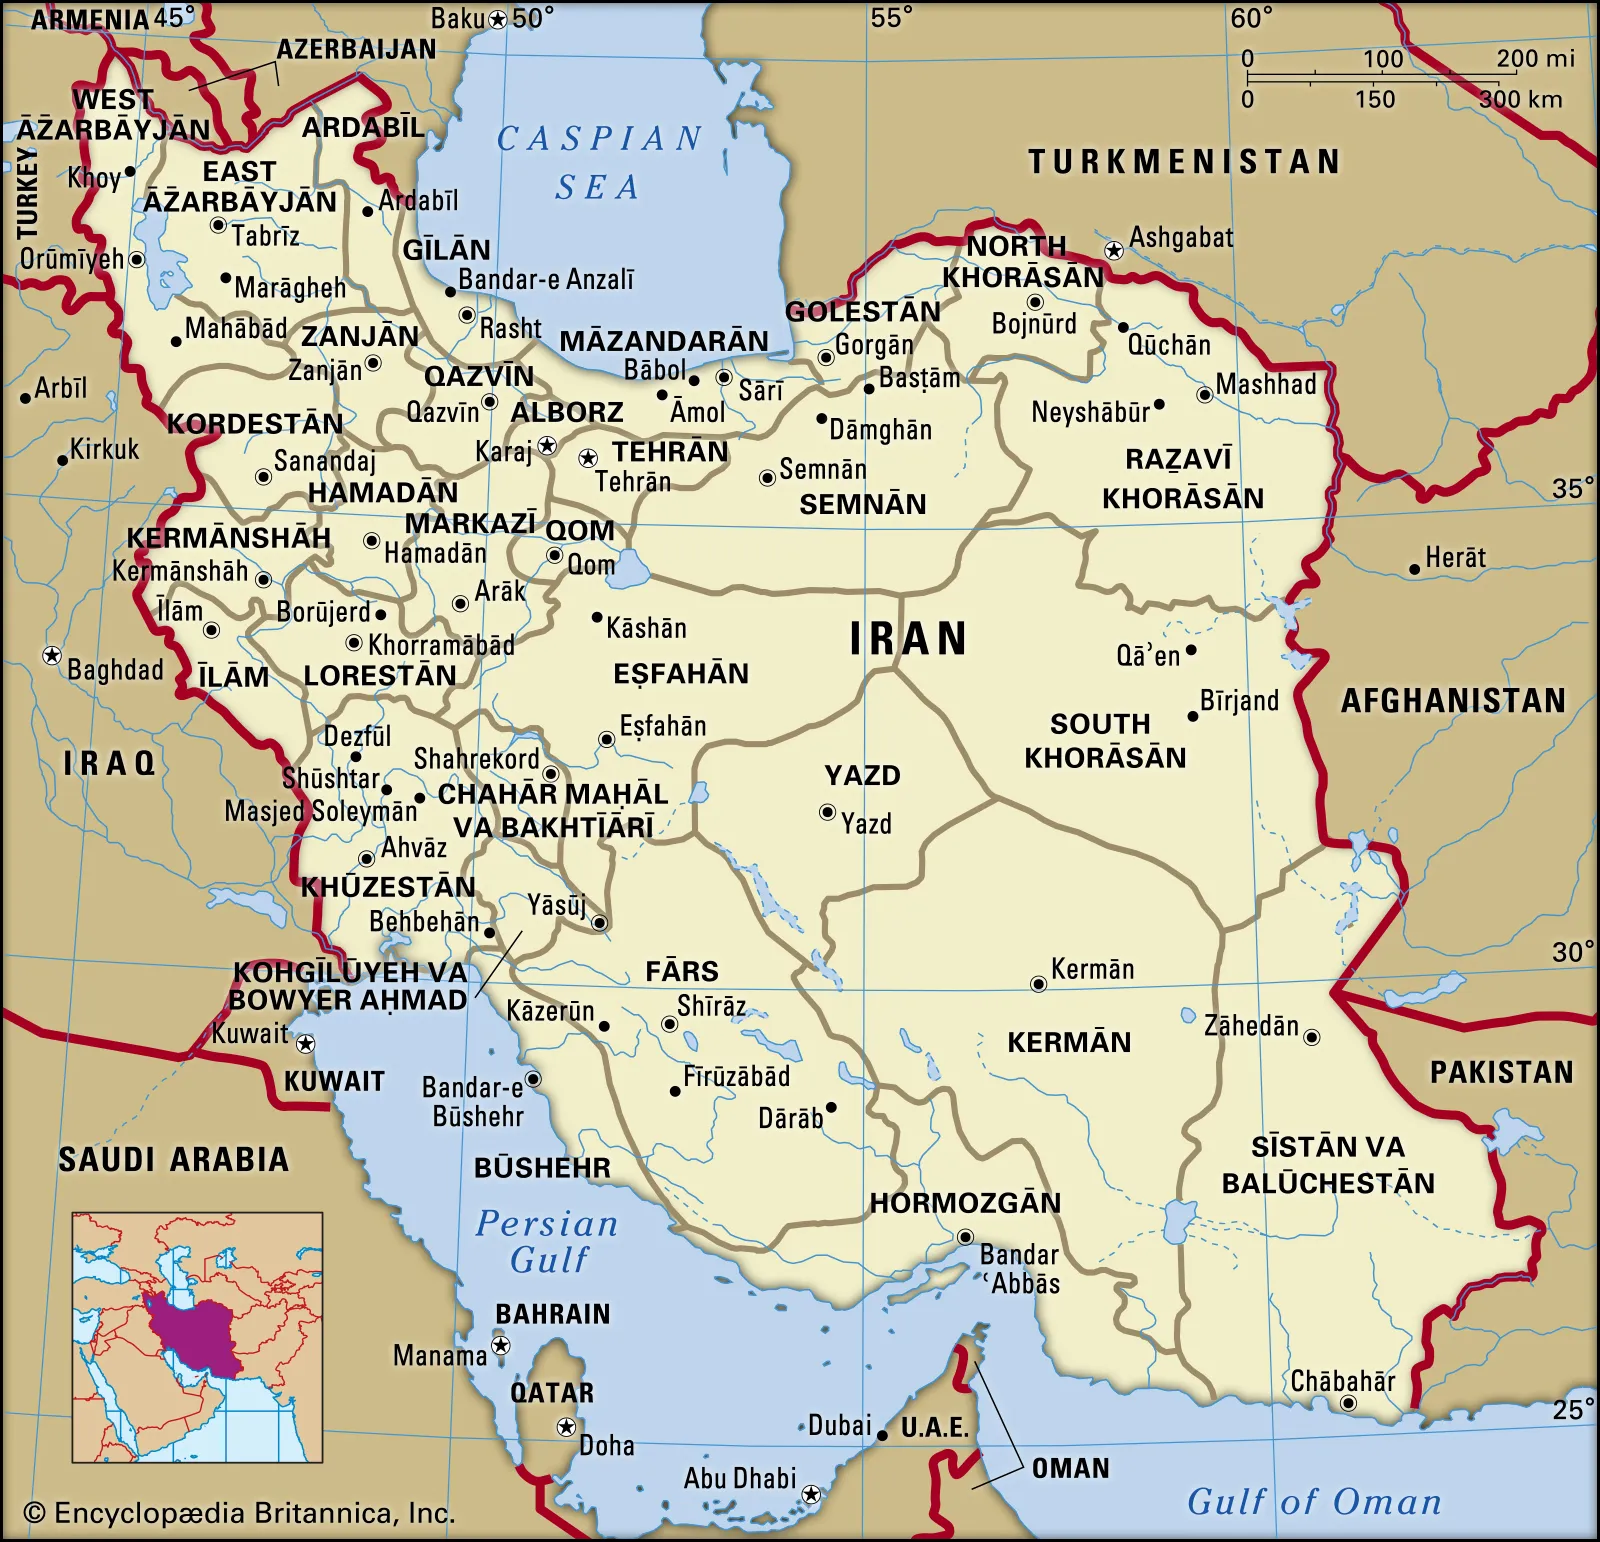 ARMENIA
45°
Baku
50°
55°
60°
AZERBAIJAN
0 100 200 mi
0 150 300 km
WEST
ĀZ̄ARBĀYJĀN
ARDABĪL
CASPIAN
SEA
TURKMENISTAN
TURKEY
Khoy
EAST
ĀZ̄ARBĀYJĀN
Ardabīl
Tabrīz
Orūmīyeh
GĪLĀN
NORTH
KHORĀSĀN
Ashgabat
Marāgheh
Bandar-e Anzalī
Mahābād
ZANJĀN
Rasht
MĀZANDARĀN
GOLESTĀN
Bojnūrd
Gorgān
Qūchān
Zanjān
QAZVĪN
Bābol
Sārī
Basṭām
Mashhad
Arbīl
Qazvīn
ALBORZ
Āmol
Dāmghān
Neyshābūr
KORDESTĀN
Kirkuk
Karaj
TEHRĀN
Tehrān
Sanandaj
Semnān
RAẔAVĪ
KHORĀSĀN
HAMADĀN
SEMNĀN
35°
MARKAZĪ
QOM
KERMĀNSHĀH
Hamadān
Qom
Herāt
Kermānshāh
Arāk
Īlām
Borūjerd
Kāshān
IRAN
Khorramābād
Baghdad
ĪLĀM
LORESTĀN
EṢFAHĀN
Qāʾen
Bīrjand
AFGHANISTAN
Eṣfahān
SOUTH
KHORĀSĀN
Dezfūl
IRAQ
Shahrekord
Shūshtar
YAZD
Masjed Soleymān
CHAHĀR MAḤĀL
VA BAKHTĪĀRĪ
Yazd
Ahvāz
KHŪZESTĀN
Yāsūj
Behbehān
30°
KOHGĪLŪYEH VA
BOWYER AḤMAD
FĀRS
Kermān
Kāzerūn
Shīrāz
Kuwait
Zāhedān
KERMĀN
KUWAIT
Bandar-e
Būshehr
Fīrūzābād
Dārāb
PAKISTAN
SAUDI ARABIA
BŪSHEHR
SĪSTĀN VA
BALŪCHESTĀN
HORMOZGĀN
Persian
Gulf
Bandar
ʿAbbās
BAHRAIN
Manama
QATAR
Doha
Chābahār
25°
Dubai
U.A.E.
OMAN
Abu Dhabi
Gulf of Oman
© Encyclopædia Britannica, Inc.